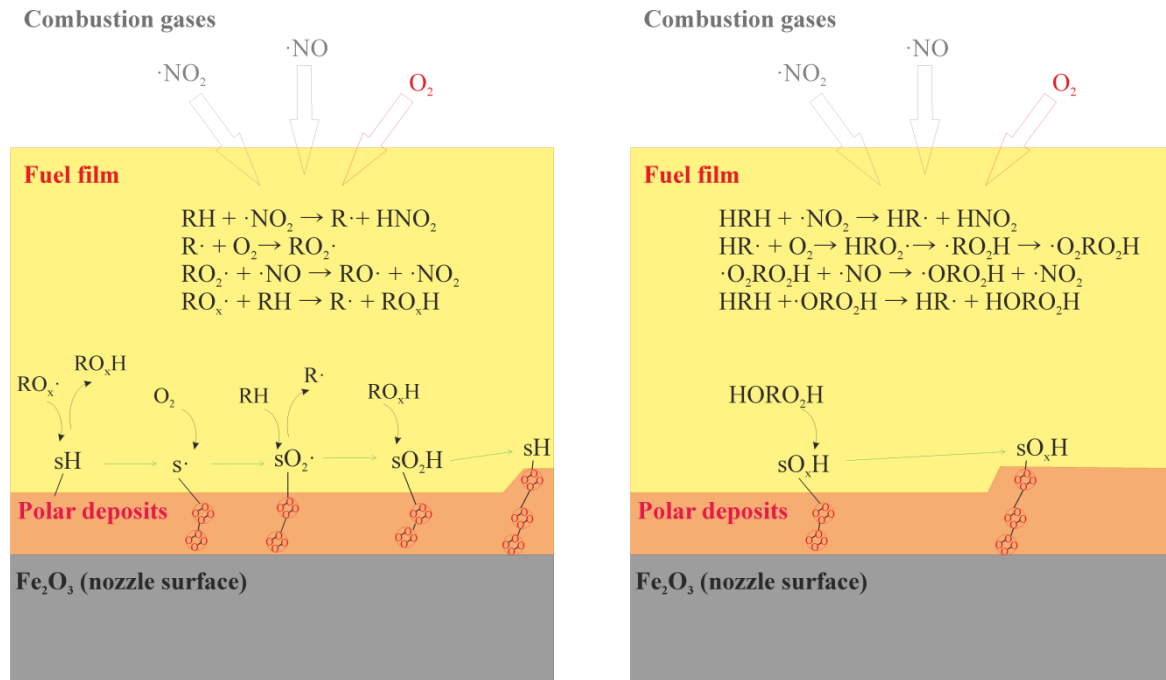 Combustion gases
·NO
·NO₂
O₂
Fuel film
RH + ·NO₂ → R·+ HNO₂
R· + O₂→ RO₂·
RO₂· + ·NO → RO· + ·NO₂
ROₓ· + RH → R· + ROₓH
ROₓH
R·
ROₓ·
O₂
RH
ROₓH
sH
s·
sO₂·
sO₂H
sH
Polar deposits
Fe₂O₃ (nozzle surface)
Combustion gases
·NO
·NO₂
O₂
Fuel film
HRH + ·NO₂ → HR· + HNO₂
HR· + O₂→ HRO₂·→ ·RO₂H → ·O₂RO₂H
·O₂RO₂H + ·NO → ·ORO₂H + ·NO₂
HRH +·ORO₂H → HR· + HORO₂H
HORO₂H
sOₓH
sOₓH
Polar deposits
Fe₂O₃ (nozzle surface)